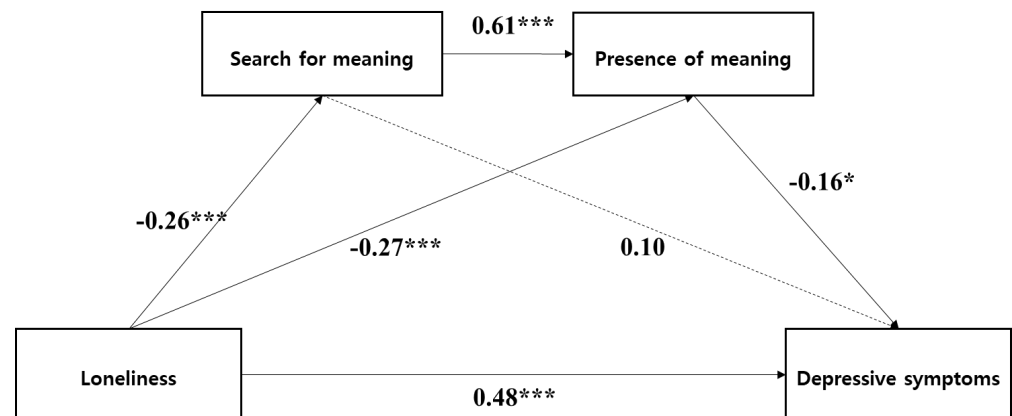 0.61***
Search for meaning
Presence of meaning
-0.16*
-0.26***
-0.27***
0.10
Loneliness
Depressive symptoms
0.48***